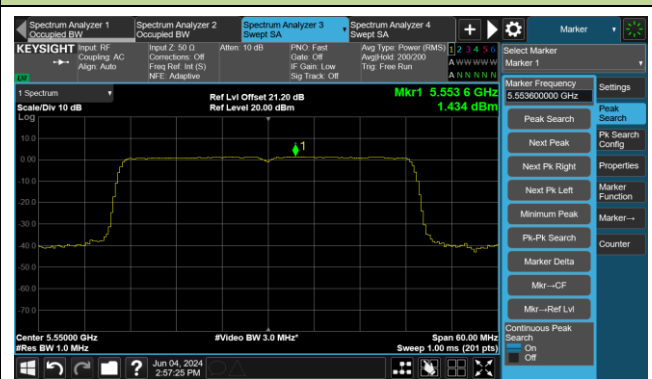 Spectrum Analyzer 1
Occupied BW
Spectrum Analyzer 2
Occupied BW
Spectrum Analyzer 3
Swept SA
Spectrum Analyzer 4
Swept SA
Marker
KEYSIGHT
Input: RF
Coupling: AC
Align: Auto
Input Z: 50 Ω
Corrections: Off
Freq Ref: Int (S)
NFE: Adaptive
Atten: 10 dB
PNO: Fast
Gate: Off
IF Gain: Low
Sig Track: Off
Avg Type: Power (RMS)
Avg|Hold: 200/200
Trig: Free Run
1 2 3 4 5 6
A W W W W W
A N N N N N
Select Marker
Marker 1
1 Spectrum
Scale/Div 10 dB
Log
Ref Lvl Offset 21.20 dB
Ref Level 20.00 dBm
Mkr1 5.553 6 GHz
1.434 dBm
1
10.0
0.00
-10.0
-20.0
-30.0
-40.0
-50.0
-60.0
-70.0
Center 5.55000 GHz
#Res BW 1.0 MHz
#Video BW 3.0 MHz*
Span 60.00 MHz
Sweep 1.00 ms (201 pts)
Marker Frequency
5.553600000 GHz
Peak Search
Next Peak
Next Pk Right
Next Pk Left
Minimum Peak
Pk-Pk Search
Marker Delta
Mkr→CF
Mkr→Ref Lvl
Continuous Peak
Search
On
Off
Settings
Peak
Search
Pk Search
Config
Properties
Marker
Function
Marker→
Counter
Jun 04, 2024
2:57:25 PM